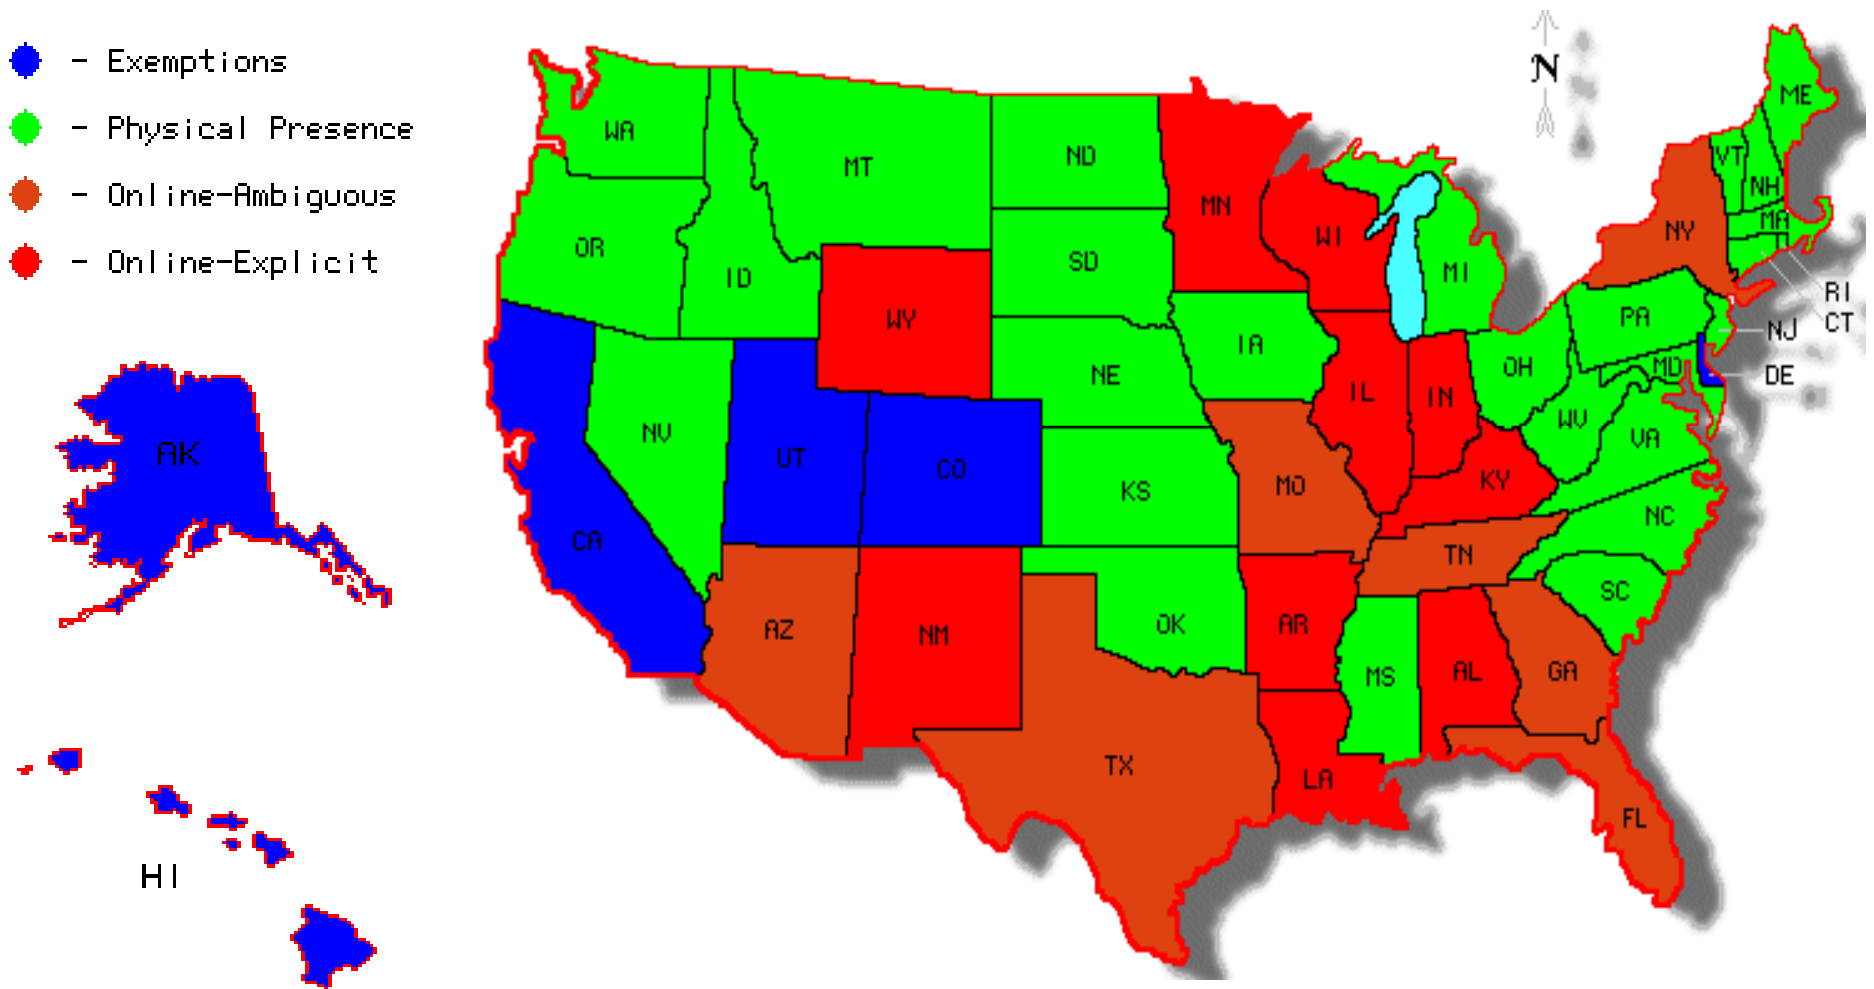 - Exemptions
- Physical Presence
- Online-Ambiguous
- Online-Explicit
N
ME
WA
VT
ND
MT
NH
MN
MA
WI
NY
OR
SD
MI
ID
RI
WY
PA
CT
NJ
IA
OH
MD
NE
DE
IL
IN
WV
NV
VA
AK
UT
CO
KY
KS
MO
NC
CA
TN
SC
AZ
NM
OK
AR
MS
AL
GA
TX
LA
FL
HI